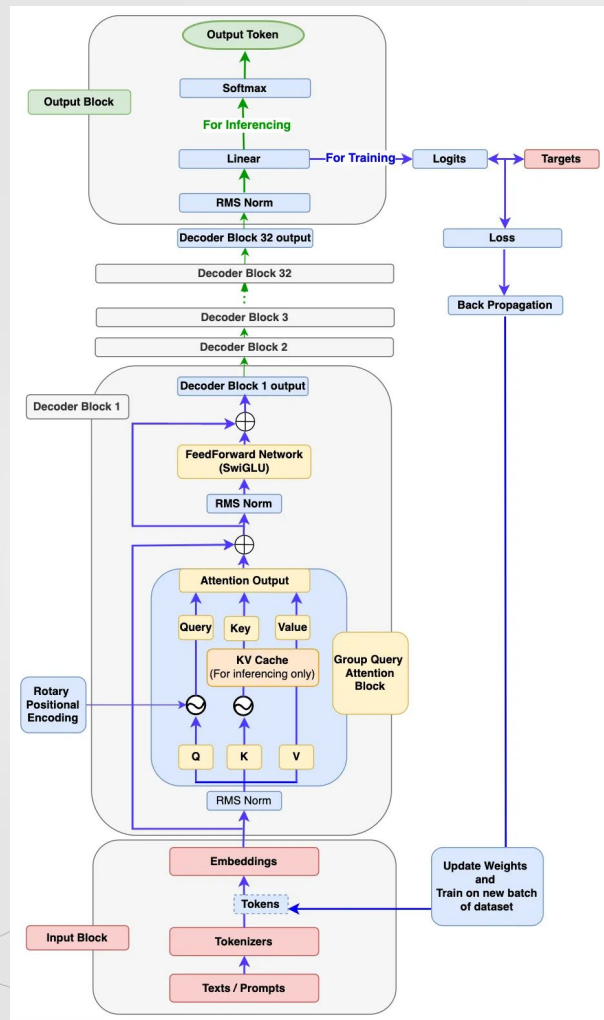 Output Token
Softmax
Output Block
For Inferencing
Linear
For Training
Logits
Targets
RMS Norm
Loss
Decoder Block 32 output
Decoder Block 32
Back Propagation
Decoder Block 3
Decoder Block 2
Decoder Block 1 output
Decoder Block 1
FeedForward Network
(SwiGLU)
RMS Norm
Attention Output
Query
Key
Value
KV Cache
(For inferencing only)
Group Query
Attention
Block
Rotary
Positional
Encoding
Q
K
V
RMS Norm
Embeddings
Update Weights
and
Train on new batch
of dataset
Tokens
Input Block
Tokenizers
Texts / Prompts